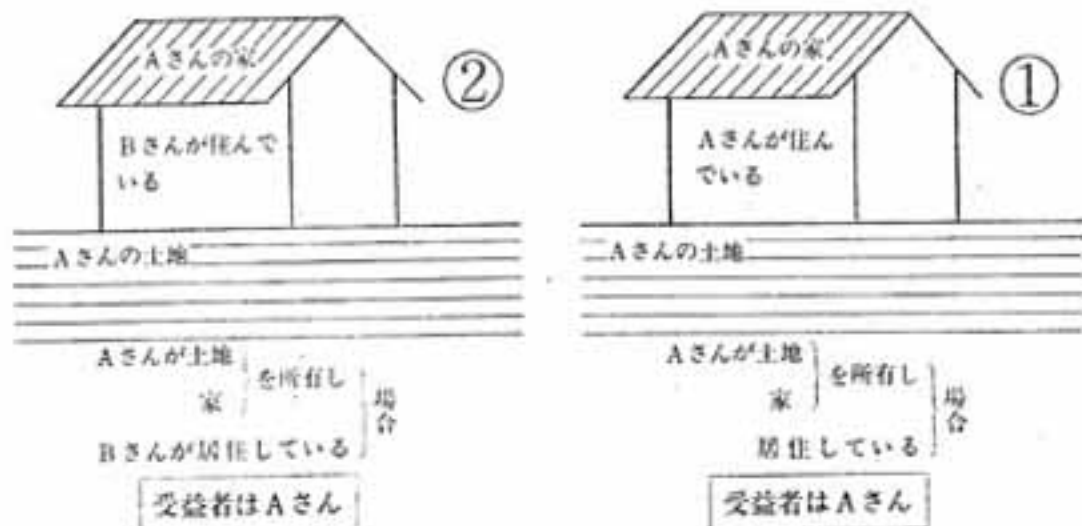 ①
Aさんの家
Aさんが住ん
でいる
Aさんの土地
Aさんが土地
家
を所有し
居住している
場合
受益者はAさん
②
Aさんの家
Bさんが住んで
いる
Aさんの土地
Aさんが土地
家
を所有し
Bさんが居住している
場合
受益者はAさん